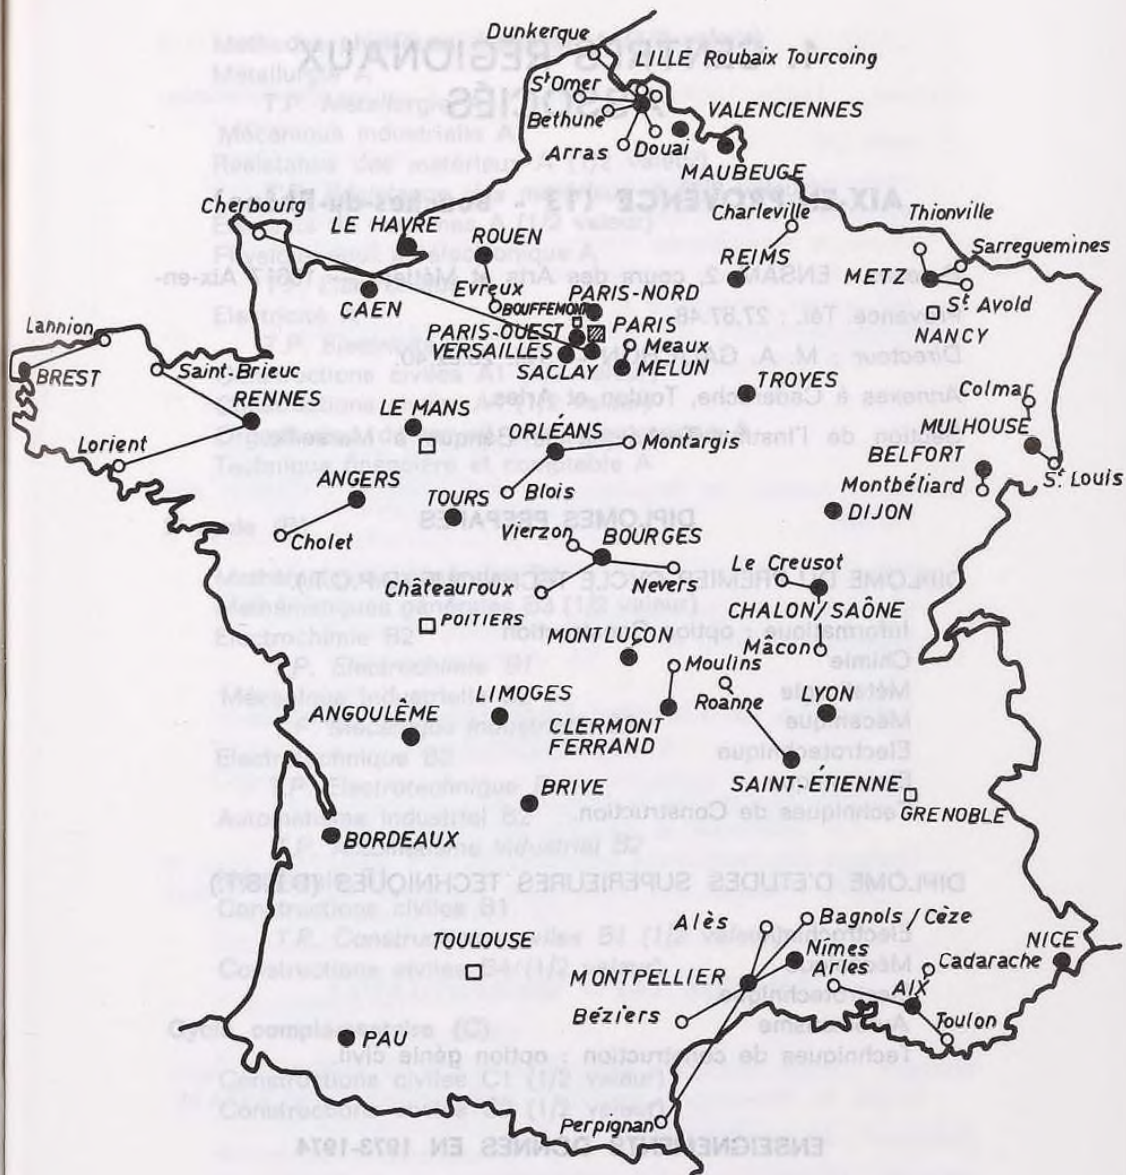 Dunkerque
LILLE Roubaix Tourcoing
St Omer
VALENCIENNES
Béthune
Arras
Douai
MAUBEUGE
Cherbourg
Charleville
Thionville
LE HAVRE
ROUEN
Sarreguemines
REIMS
METZ
CAEN
Evreux
BOUFFEMONT
PARIS-NORD
St Avold
NANCY
Lannion
PARIS-OUEST
PARIS
VERSAILLES
Meaux
SACLAY
MELUN
BREST
Saint-Brieuc
TROYES
Colmar
RENNES
LE MANS
ORLÉANS
Montargis
MULHOUSE
Lorient
BELFORT
ANGERS
TOURS
Blois
Montbéliard
St Louis
DIJON
Cholet
Vierzon
BOURGES
Le Creusot
Châteauroux
Nevers
CHALON/SAÔNE
POITIERS
MONTLUÇON
Mâcon
Moulins
LIMOGES
Roanne
LYON
ANGOULÊME
CLERMONT
FERRAND
SAINT-ÉTIENNE
BRIVE
GRENOBLE
BORDEAUX
Alès
Bagnols / Cèze
TOULOUSE
Nîmes
NICE
MONTPELLIER
Arles
Cadarache
AIX
Béziers
Toulon
PAU
Perpignan